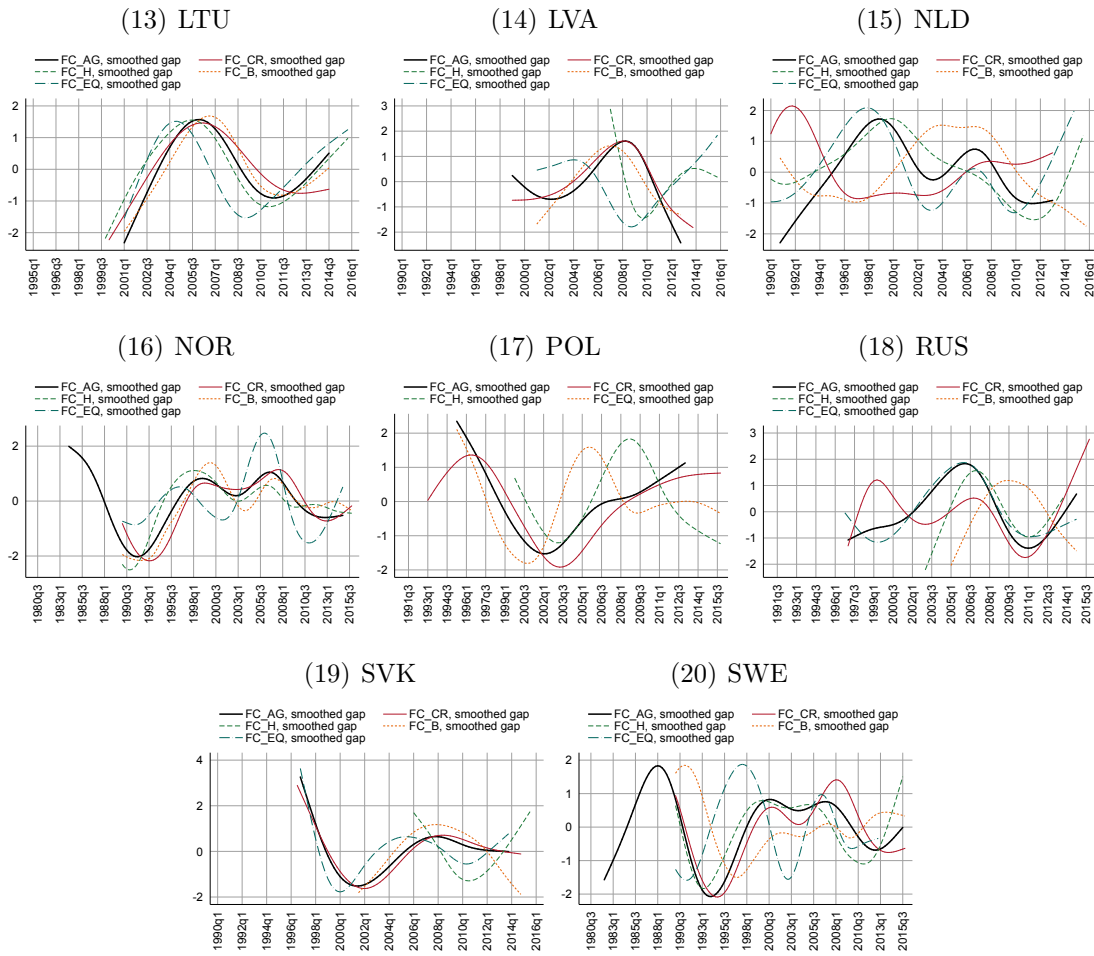 (13) LTU
FC_AG, smoothed gap FC_CR, smoothed gap
FC_H, smoothed gap FC_B, smoothed gap
FC_EQ, smoothed gap
2
1
0
-1
-2
1995q1 1996q3 1998q1 1999q3 2001q1 2002q3 2004q1 2005q3 2007q1 2008q3 2010q1 2011q3 2013q1 2014q3 2016q1
(14) LVA
FC_AG, smoothed gap FC_CR, smoothed gap
FC_H, smoothed gap FC_B, smoothed gap
FC_EQ, smoothed gap
3
2
1
0
-1
-2
1990q1 1992q1 1994q1 1996q1 1998q1 2000q1 2002q1 2004q1 2006q1 2008q1 2010q1 2012q1 2014q1 2016q1
(15) NLD
FC_AG, smoothed gap FC_CR, smoothed gap
FC_H, smoothed gap FC_B, smoothed gap
FC_EQ, smoothed gap
2
1
0
-1
-2
1990q1 1992q1 1994q1 1996q1 1998q1 2000q1 2002q1 2004q1 2006q1 2008q1 2010q1 2012q1 2014q1 2016q1
(16) NOR
FC_AG, smoothed gap FC_CR, smoothed gap
FC_H, smoothed gap FC_B, smoothed gap
FC_EQ, smoothed gap
2
0
-2
1980q3 1983q1 1985q3 1988q1 1990q3 1993q1 1995q3 1998q1 2000q3 2003q1 2005q3 2008q1 2010q3 2013q1 2015q3
(17) POL
FC_AG, smoothed gap FC_CR, smoothed gap
FC_H, smoothed gap FC_EQ, smoothed gap
2
1
0
-1
-2
1991q3 1993q1 1994q3 1996q1 1997q3 1999q1 2000q3 2002q1 2003q3 2005q1 2006q3 2008q1 2009q3 2011q1 2012q3 2014q1 2015q3
(18) RUS
FC_AG, smoothed gap FC_CR, smoothed gap
FC_H, smoothed gap FC_B, smoothed gap
FC_EQ, smoothed gap
3
2
1
0
-1
-2
1991q3 1993q1 1994q3 1996q1 1997q3 1999q1 2000q3 2002q1 2003q3 2005q1 2006q3 2008q1 2009q3 2011q1 2012q3 2014q1 2015q3
(19) SVK
FC_AG, smoothed gap FC_CR, smoothed gap
FC_H, smoothed gap FC_B, smoothed gap
FC_EQ, smoothed gap
4
2
0
-2
1990q1 1992q1 1994q1 1996q1 1998q1 2000q1 2002q1 2004q1 2006q1 2008q1 2010q1 2012q1 2014q1 2016q1
(20) SWE
FC_AG, smoothed gap FC_CR, smoothed gap
FC_H, smoothed gap FC_B, smoothed gap
FC_EQ, smoothed gap
2
1
0
-1
-2
1980q3 1983q1 1985q3 1988q1 1990q3 1993q1 1995q3 1998q1 2000q3 2003q1 2005q3 2008q1 2010q3 2013q1 2015q3